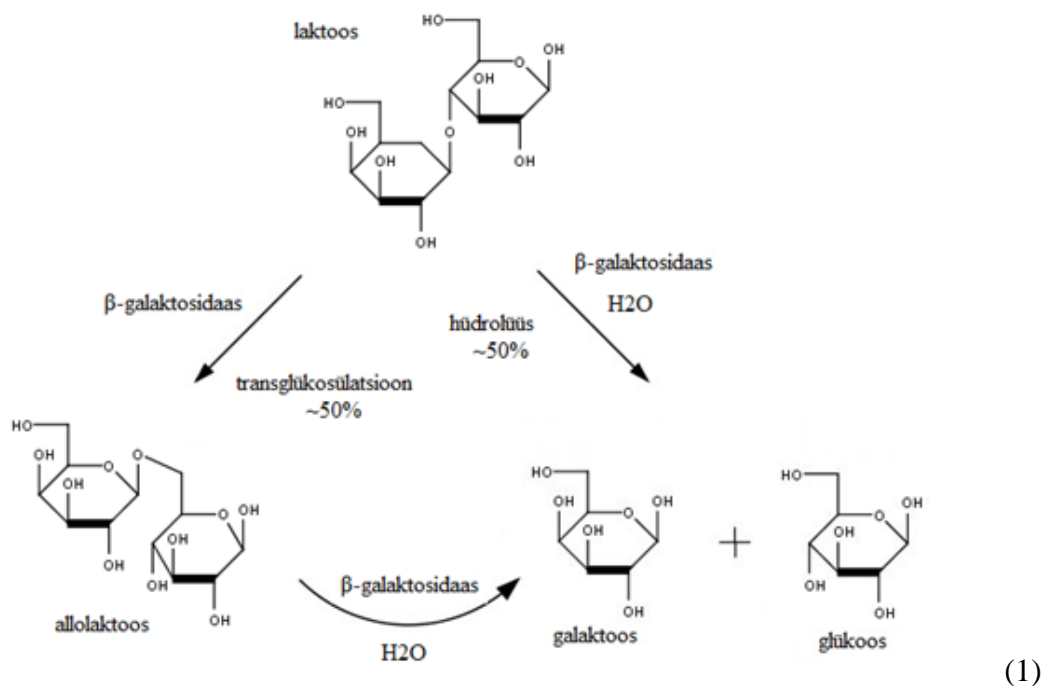 laktoos
HO
OH
O
OH
OH
OH
HO
OH
OH
O
OH
OH
β-galaktosidaas
β-galaktosidaas
H2O
hüdrolüüs
~50%
transglükosülatsioon
~50%
HO
OH
O
O
OH
OH
OH
O
OH
OH
OH
OH
OH
allolaktoos
β-galaktosidaas
H2O
HO
OH
O
OH
OH
OH
galaktoos
+
HO
O
OH
OH
OH
OH
glükoos
(1)